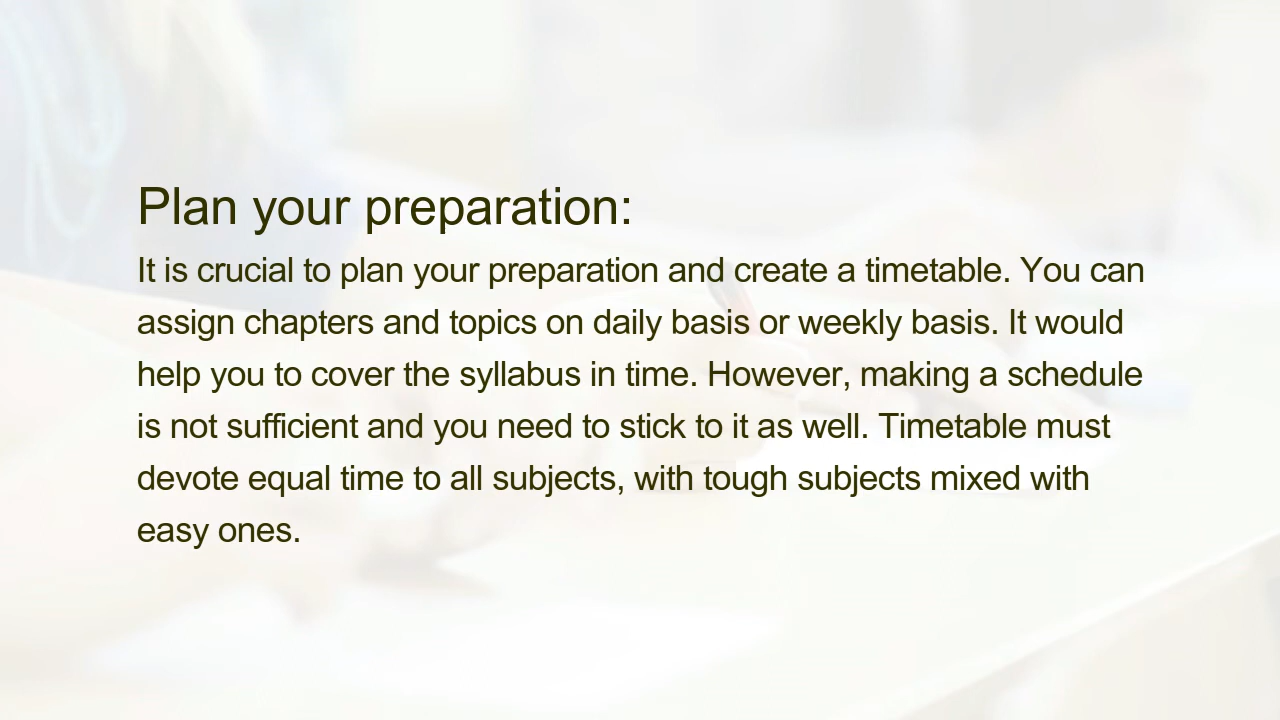 Plan your preparation:
It is crucial to plan your preparation and create a timetable. You can
assign chapters and topics on daily basis or weekly basis. It would
help you to cover the syllabus in time. However, making a schedule
is not sufficient and you need to stick to it as well. Timetable must
devote equal time to all subjects, with tough subjects mixed with
easy ones.